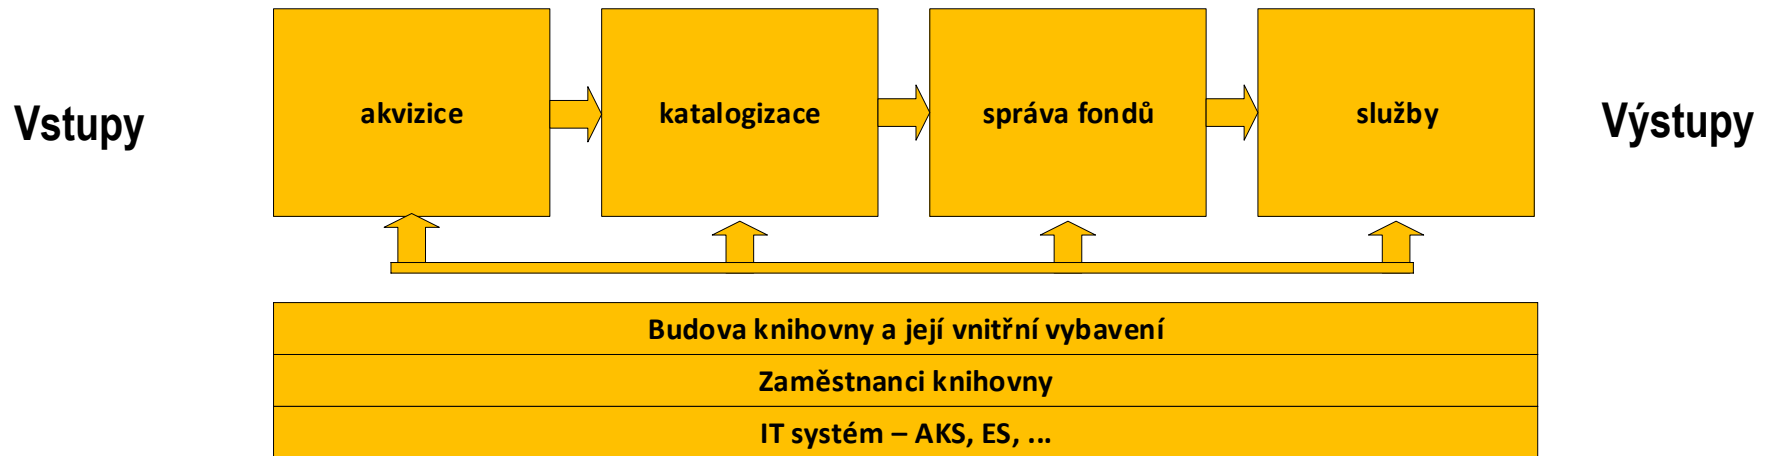 Vstupy
akvizice
katalogizace
správa fondů
služby
Výstupy
Budova knihovny a její vnitřní vybavení
Zaměstnanci knihovny
IT systém – AKS, ES, ...